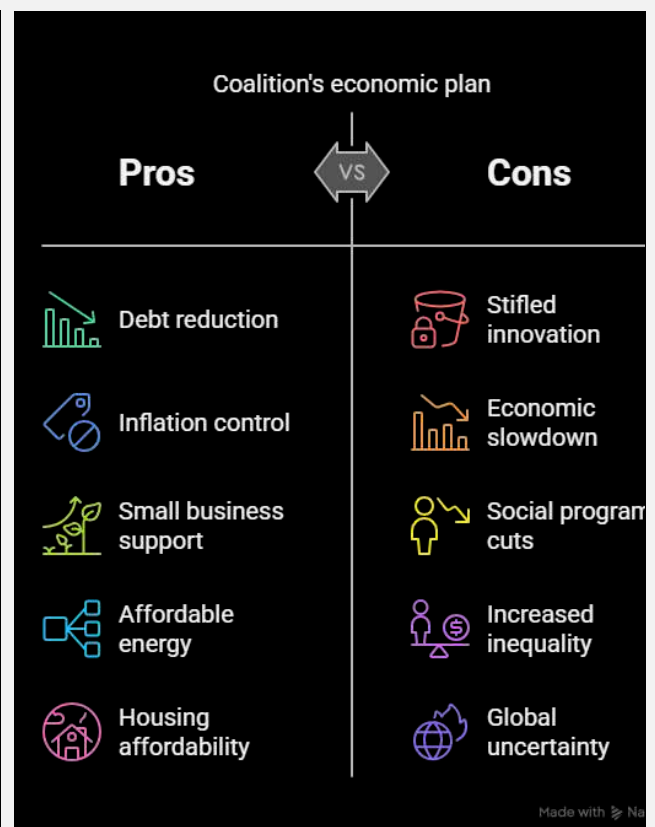 Coalition's economic plan
Pros
VS
Cons
Debt reduction
Stifled
innovation
Inflation control
Economic
slowdown
Small business
support
Social program
cuts
Affordable
energy
Increased
inequality
Housing
affordability
Global
uncertainty
Made with